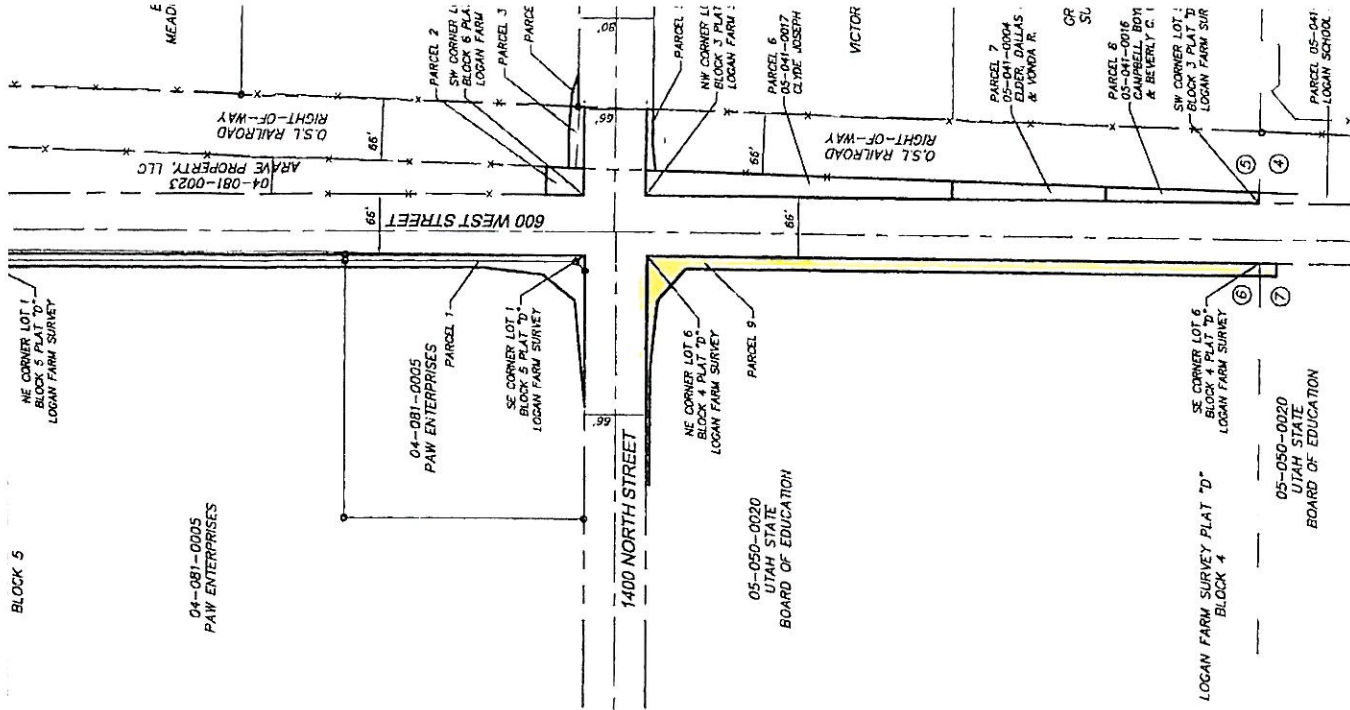 BLOCK 5
04-081-0005
PAW ENTERPRISES
NE CORNER LOT 1
BLOCK 5 PLAT "D"
LOGAN FARM SURVEY
04-081-0005
PAW ENTERPRISES
PARCEL 1
SE CORNER LOT 1
BLOCK 5 PLAT "D"
LOGAN FARM SURVEY
66'
600 WEST STREET
04-081-0023
ARAVE PROPERTY, LLC
66'
O.S.L RAILROAD
RIGHT-OF-WAY
MEAD
E
PARCEL 2
SW CORNER
BLOCK 6
LOGAN FARM
PARCEL 3
PARCE
80'
66'
66'
1400 NORTH STREET
NE CORNER LOT 6
BLOCK 4 PLAT "D"
LOGAN FARM SURVEY
PARCEL 9
05-050-0020
UTAH STATE
BOARD OF EDUCATION
66'
PARCEL
NW CORNER
BLOCK 3 PLAT
LOGAN FARM
PARCEL 6
05-041-0017
CLYDE JOSEPH
66'
O.S.L RAILROAD
RIGHT-OF-WAY
VICTOR
PARCEL 7
05-041-0004
ELDER, DALLAS
& VONDA R.
PARCEL 8
05-041-0016
CAMPBELL,
& BEVERLY C.
SW CORNER LOT
BLOCK 3 PLAT "D
LOGAN FARM SUR
5
4
6
7
PARCEL 05-041-
LOGAN SCHOOL
SE CORNER LOT 6
BLOCK 4 PLAT "D"
LOGAN FARM SURVEY
LOGAN FARM SURVEY PLAT "D"
BLOCK 4
05-050-0020
UTAH STATE
BOARD OF EDUCATION